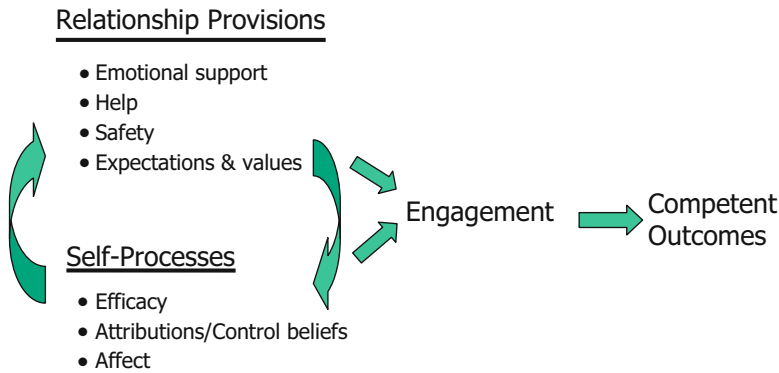 Relationship Provisions
• Emotional support
• Help
• Safety
• Expectations & values
Engagement
Competent
Outcomes
Self-Processes
• Efficacy
• Attributions/Control beliefs
• Affect